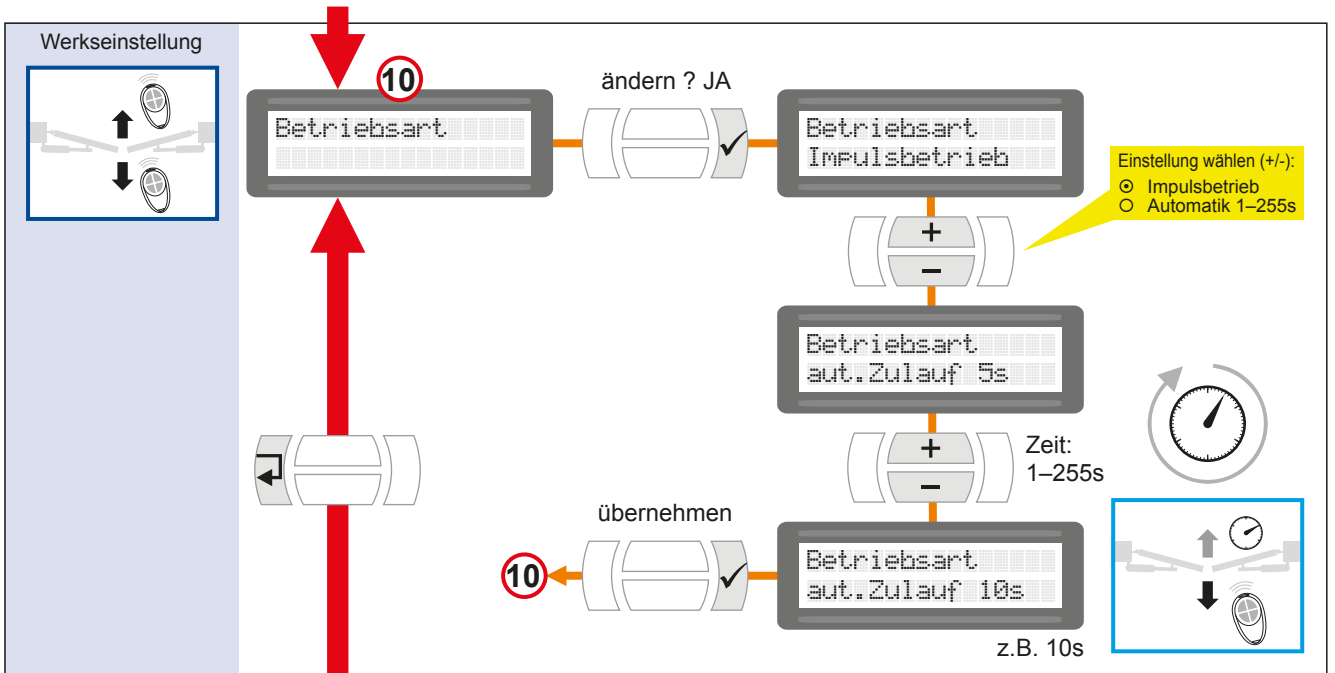 Werkseinstellung
10
Betriebsart
ändern ? JA
Betriebsart
Impulsbetrieb
Einstellung wählen (+/-):
Impulsbetrieb
Automatik 1–255s
+
–
Betriebsart
aut.Zulauf 5s
+
–
Zeit:
1–255s
übernehmen
10
Betriebsart
aut.Zulauf 10s
z.B. 10s